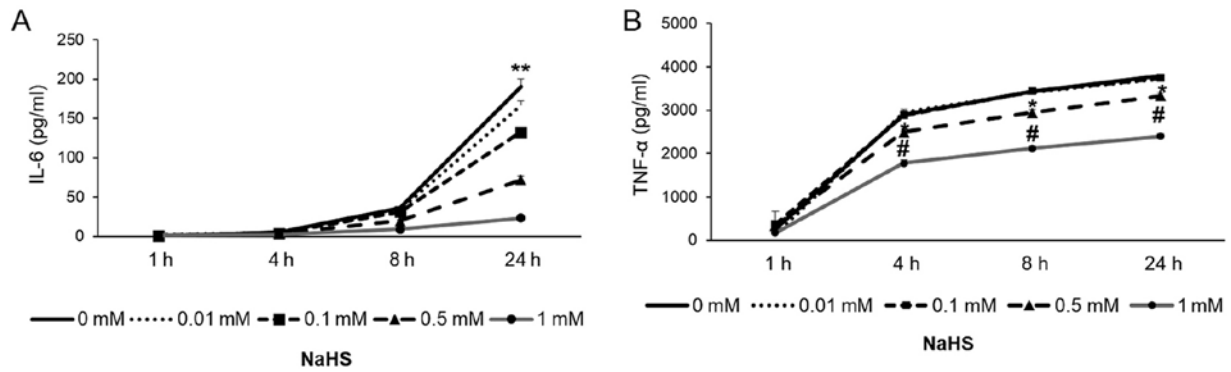 A
250
200
150
100
50
0
IL-6 (pg/ml)
**
1 h 4 h 8 h 24 h
0 mM 0.01 mM 0.1 mM 0.5 mM 1 mM
NaHS
B
5000
4000
3000
2000
1000
0
TNF-α (pg/ml)
* * *
# # #
1 h 4 h 8 h 24 h
0 mM 0.01 mM 0.1 mM 0.5 mM 1 mM
NaHS